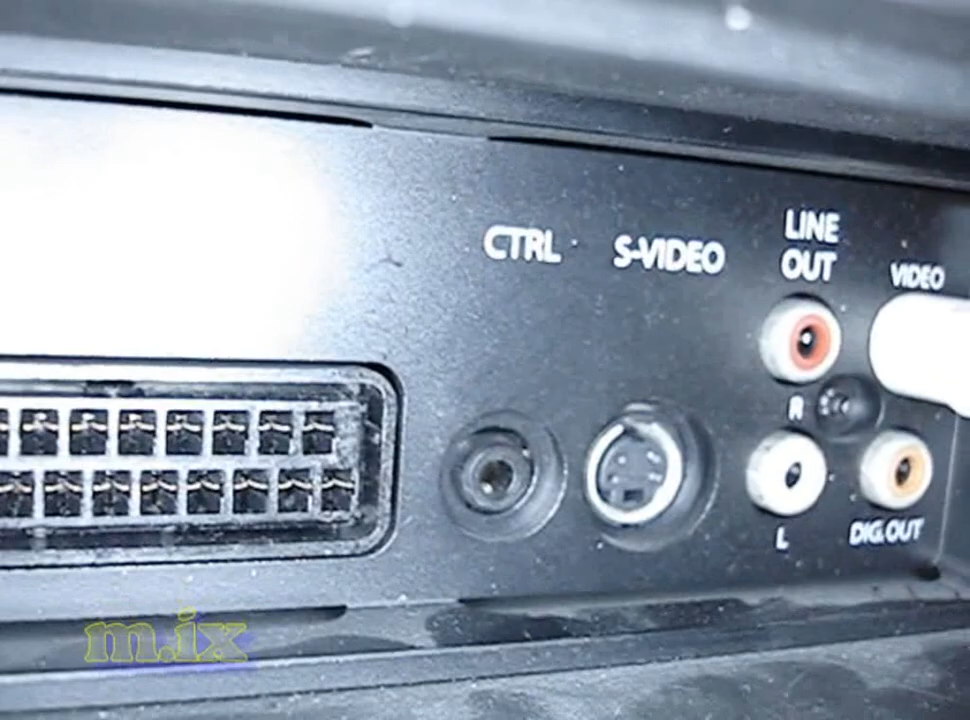 CTRL
S-VIDEO
LINE
OUT
VIDEO
R
L
DIG.OUT
m.ix